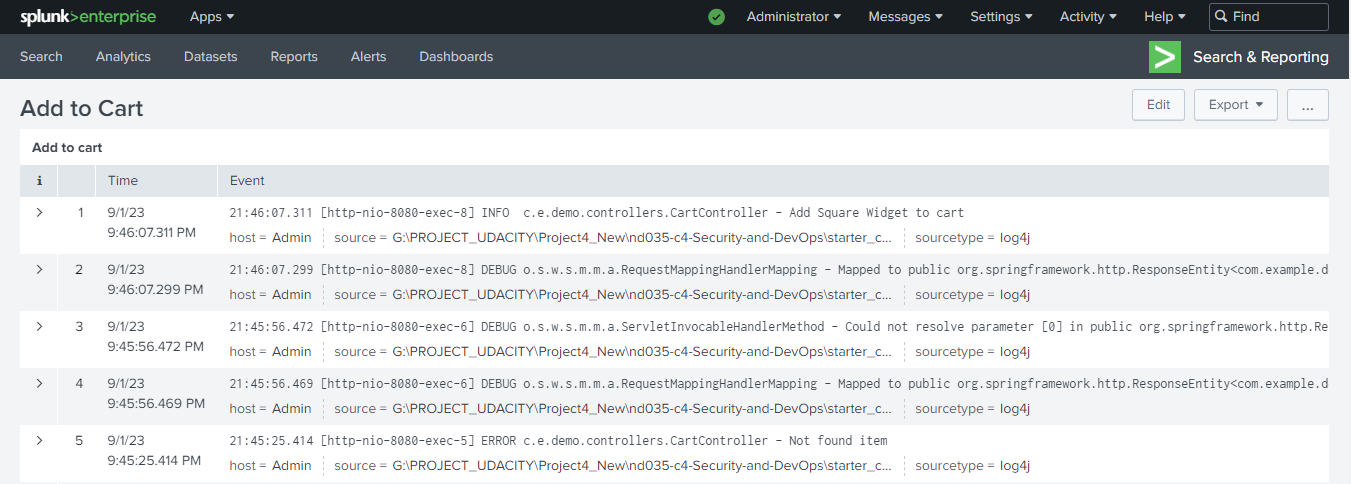 splunk>enterprise Apps Administrator Messages Settings Activity Help Find
Search Analytics Datasets Reports Alerts Dashboards Search & Reporting
Add to Cart Edit Export ...
Add to cart
i Time Event
1 9/1/23 21:46:07.311 [http-nio-8080-exec-8] INFO c.e.demo.controllers.CartController - Add Square Widget to cart
9:46:07.311 PM host = Admin source = G:\PROJECT_UDACITY\Project4_New\nd035-c4-Security-and-DevOps\starter_c... sourcetype = log4j
2 9/1/23 21:46:07.299 [http-nio-8080-exec-8] DEBUG o.s.w.s.m.m.a.RequestMappingHandlerMapping - Mapped to public org.springframework.http.ResponseEntity<com.example.d
9:46:07.299 PM host = Admin source = G:\PROJECT_UDACITY\Project4_New\nd035-c4-Security-and-DevOps\starter_c... sourcetype = log4j
3 9/1/23 21:45:56.472 [http-nio-8080-exec-6] DEBUG o.s.w.s.m.m.a.ServletInvocableHandlerMethod - Could not resolve parameter [0] in public org.springframework.http.Re
9:45:56.472 PM host = Admin source = G:\PROJECT_UDACITY\Project4_New\nd035-c4-Security-and-DevOps\starter_c... sourcetype = log4j
4 9/1/23 21:45:56.469 [http-nio-8080-exec-6] DEBUG o.s.w.s.m.m.a.RequestMappingHandlerMapping - Mapped to public org.springframework.http.ResponseEntity<com.example.d
9:45:56.469 PM host = Admin source = G:\PROJECT_UDACITY\Project4_New\nd035-c4-Security-and-DevOps\starter_c... sourcetype = log4j
5 9/1/23 21:45:25.414 [http-nio-8080-exec-5] ERROR c.e.demo.controllers.CartController - Not found item
9:45:25.414 PM host = Admin source = G:\PROJECT_UDACITY\Project4_New\nd035-c4-Security-and-DevOps\starter_c... sourcetype = log4j